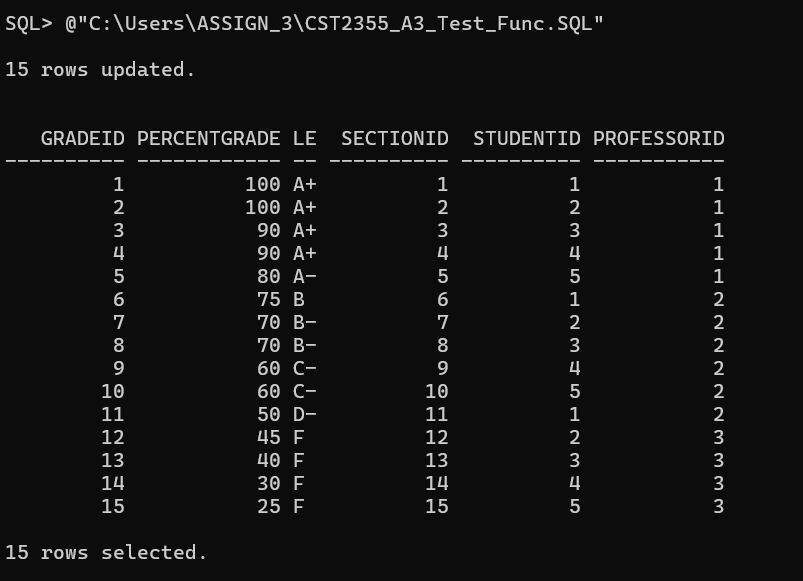 SQL> @"C:\Users\ASSIGN_3\CST2355_A3_Test_Func.SQL"
15 rows updated.
   GRADEID PERCENTGRADE LE  SECTIONID  STUDENTID PROFESSORID
---------- ------------ -- ---------- ---------- -----------
         1          100 A+          1          1           1
         2          100 A+          2          2           1
         3           90 A+          3          3           1
         4           90 A+          4          4           1
         5           80 A-          5          5           1
         6           75 B           6          1           2
         7           70 B-          7          2           2
         8           70 B-          8          3           2
         9           60 C-          9          4           2
        10           60 C-         10          5           2
        11           50 D-         11          1           2
        12           45 F          12          2           3
        13           40 F          13          3           3
        14           30 F          14          4           3
        15           25 F          15          5           3
15 rows selected.